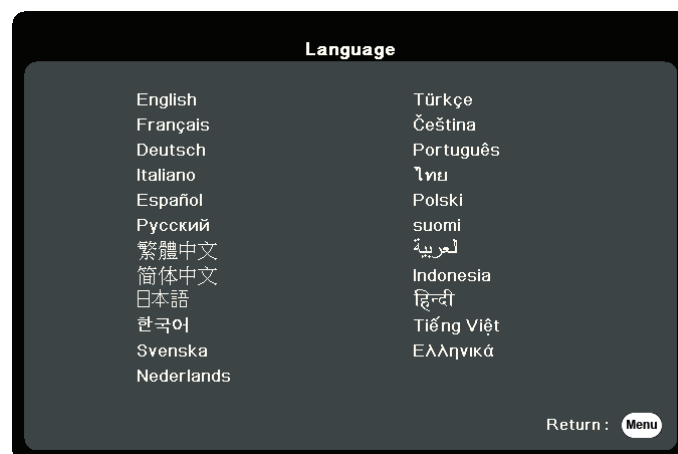 Language
English
Français
Deutsch
Italiano
Español
Русский
繁體中文
简体中文
日本語
한국어
Svenska
Nederlands
Türkçe
Čeština
Português
ไทย
Polski
suomi
العربية
Indonesia
हिन्दी
Tiếng Việt
Ελληνικά
Return : Menu